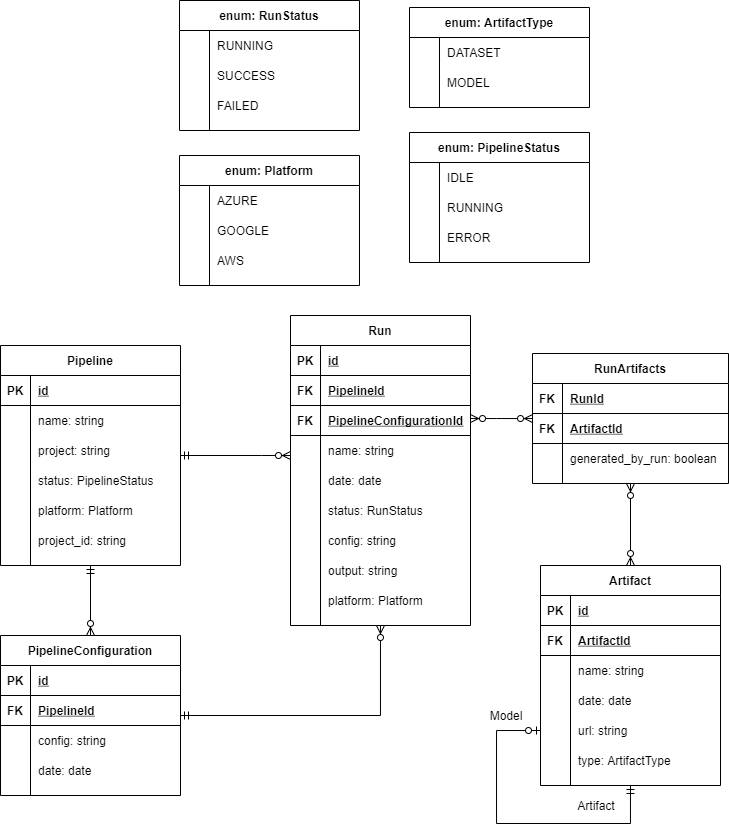 enum: RunStatus
RUNNING
SUCCESS
FAILED
enum: ArtifactType
DATASET
MODEL
enum: Platform
AZURE
GOOGLE
AWS
enum: PipelineStatus
IDLE
RUNNING
ERROR
Pipeline
PK id
name: string
project: string
status: PipelineStatus
platform: Platform
project_id: string
Run
PK id
FK PipelineId
FK PipelineConfigurationId
name: string
date: date
status: RunStatus
config: string
output: string
platform: Platform
RunArtifacts
FK RunId
FK ArtifactId
generated_by_run: boolean
PipelineConfiguration
PK id
FK PipelineId
config: string
date: date
Artifact
PK id
FK ArtifactId
name: string
date: date
url: string
type: ArtifactType
Model
Artifact